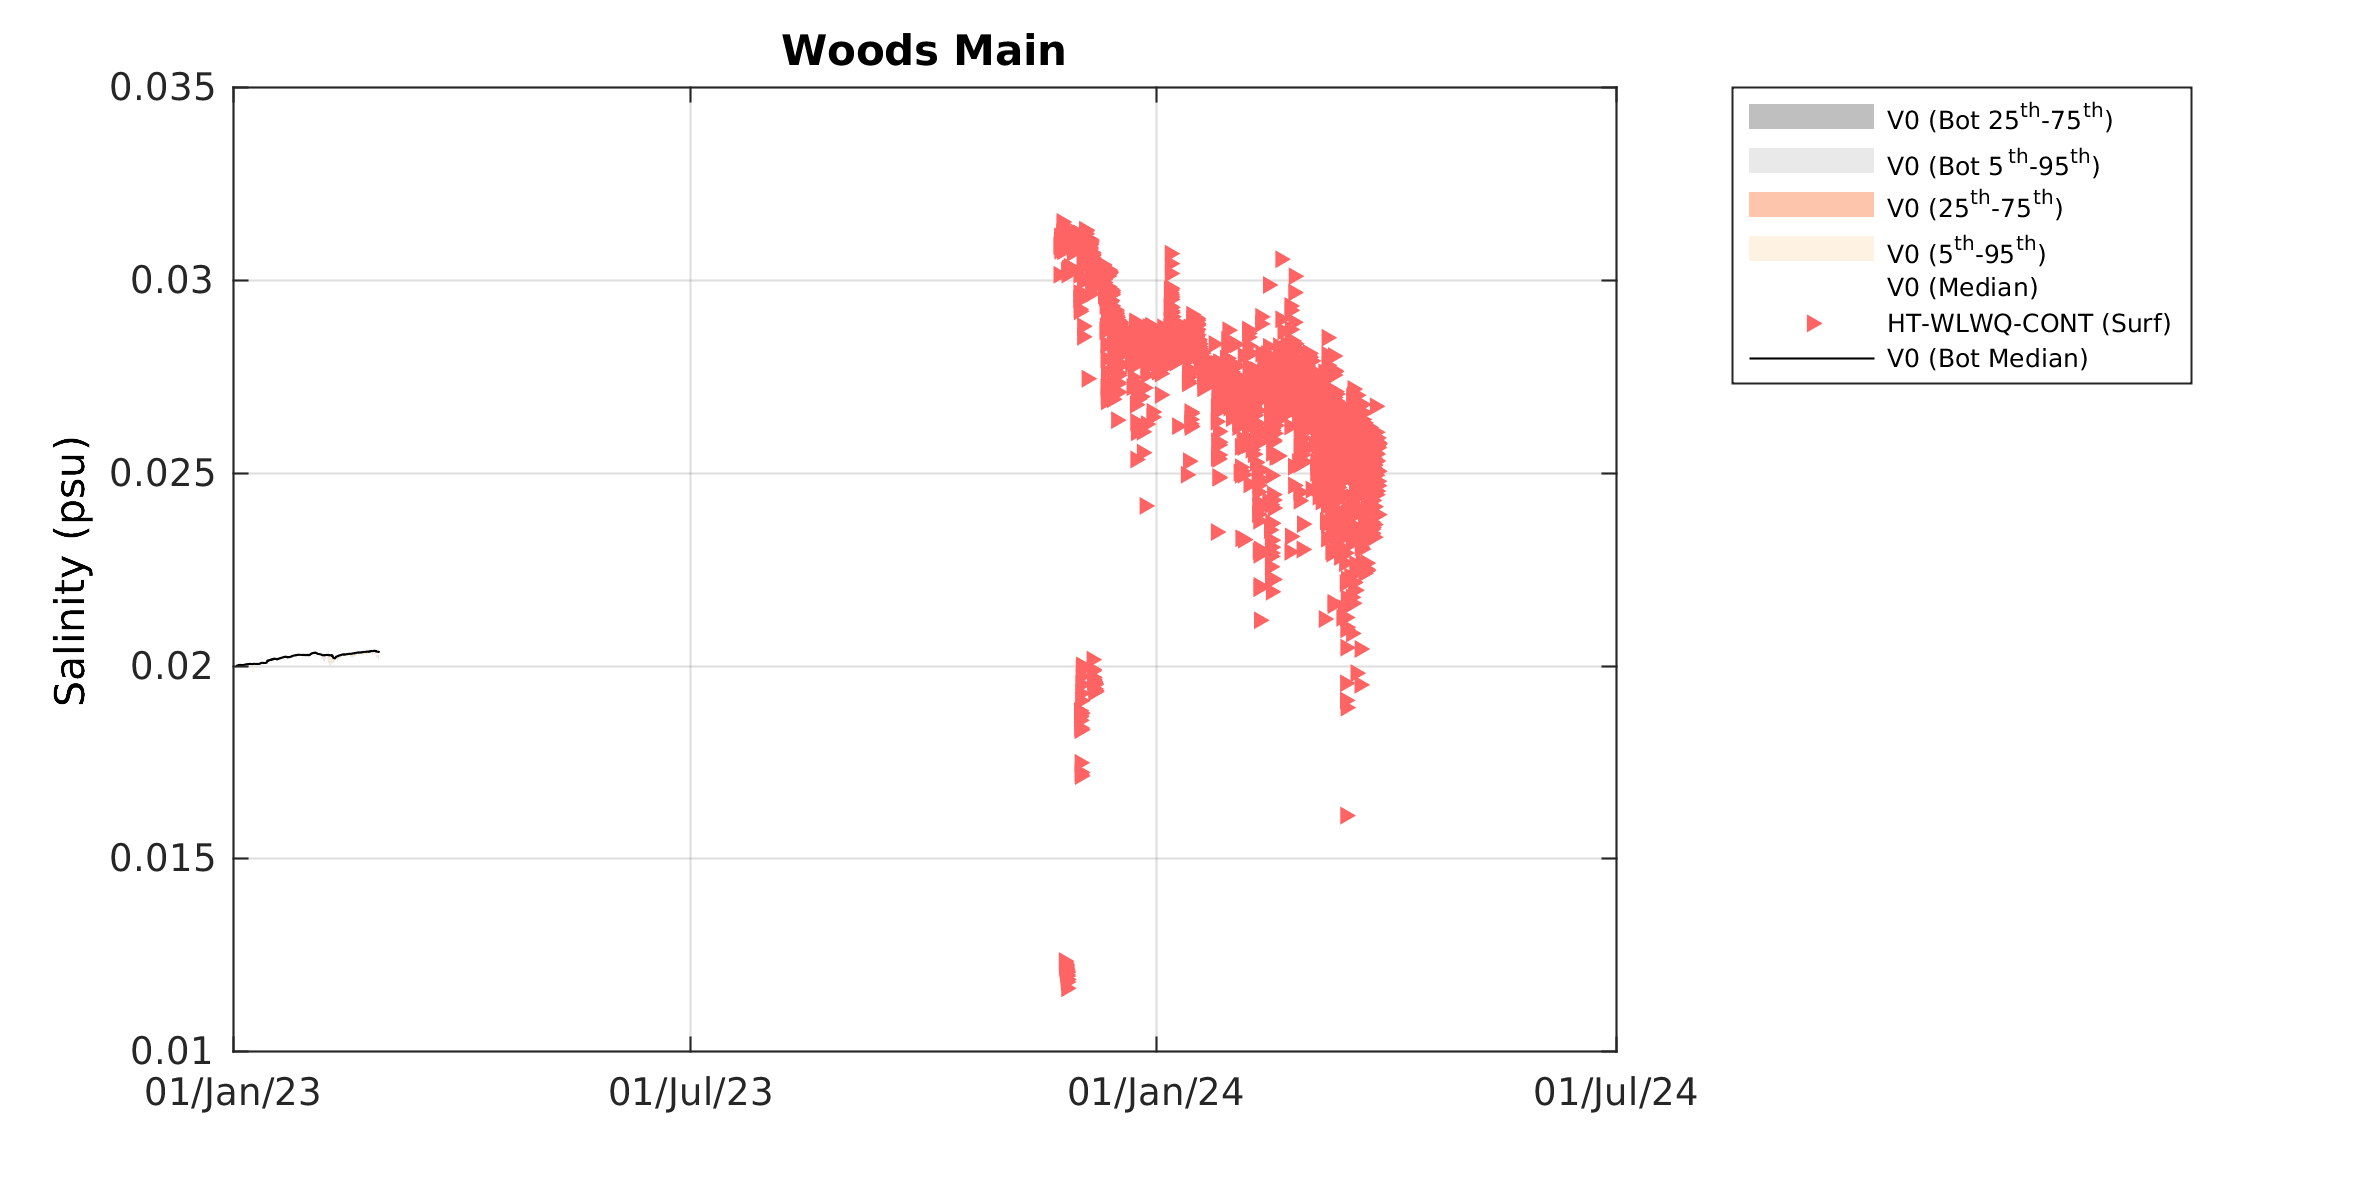 Woods Main
0.035
0.03
0.025
0.02
0.015
0.01
Salinity (psu)
01/Jan/23
01/Jul/23
01/Jan/24
01/Jul/24
V0 (Bot 25th-75th)
V0 (Bot 5th-95th)
V0 (25th-75th)
V0 (5th-95th)
V0 (Median)
HT-WLWQ-CONT (Surf)
V0 (Bot Median)